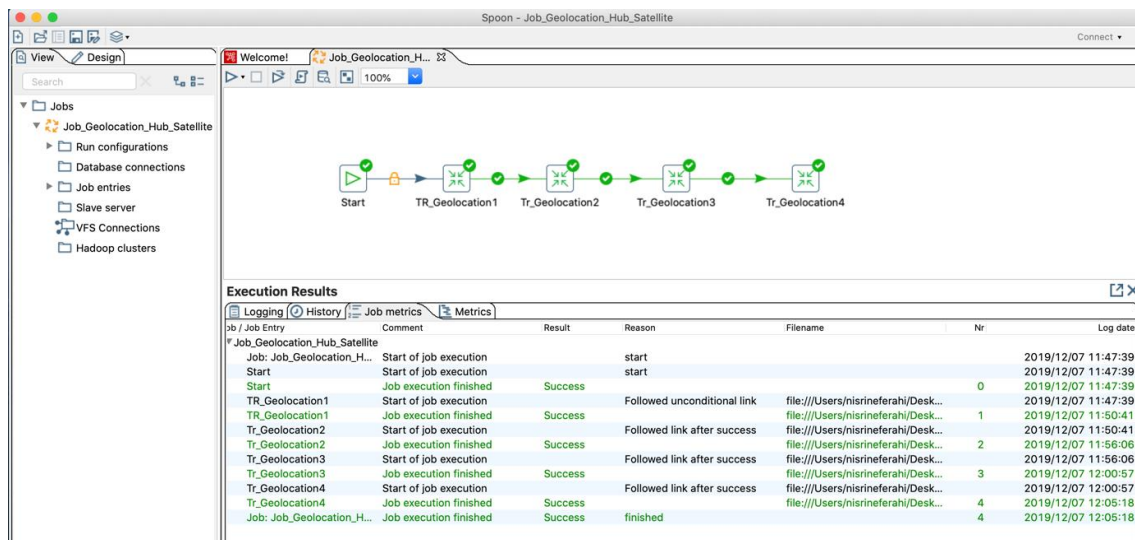 Spoon - Job_Geolocation_Hub_Satellite
Connect
View Design
Welcome! Job_Geolocation_H...
Search
100%
Jobs
Job_Geolocation_Hub_Satellite
Run configurations
Database connections
Job entries
Slave server
VFS Connections
Hadoop clusters
Start TR_Geolocation1 Tr_Geolocation2 Tr_Geolocation3 Tr_Geolocation4
Execution Results
Logging History Job metrics Metrics
ob / Job Entry Comment Result Reason Filename Nr Log date
Job_Geolocation_Hub_Satellite
Job: Job_Geolocation_H... Start of job execution start 2019/12/07 11:47:39
Start Start of job execution start 2019/12/07 11:47:39
Start Job execution finished Success 0 2019/12/07 11:47:39
TR_Geolocation1 Start of job execution Followed unconditional link file:///Users/nisrineferahi/Desk... 2019/12/07 11:47:39
TR_Geolocation1 Job execution finished Success file:///Users/nisrineferahi/Desk... 1 2019/12/07 11:50:41
Tr_Geolocation2 Start of job execution Followed link after success file:///Users/nisrineferahi/Desk... 2019/12/07 11:50:41
Tr_Geolocation2 Job execution finished Success file:///Users/nisrineferahi/Desk... 2 2019/12/07 11:56:06
Tr_Geolocation3 Start of job execution Followed link after success file:///Users/nisrineferahi/Desk... 2019/12/07 11:56:06
Tr_Geolocation3 Job execution finished Success file:///Users/nisrineferahi/Desk... 3 2019/12/07 12:00:57
Tr_Geolocation4 Start of job execution Followed link after success file:///Users/nisrineferahi/Desk... 2019/12/07 12:00:57
Tr_Geolocation4 Job execution finished Success file:///Users/nisrineferahi/Desk... 4 2019/12/07 12:05:18
Job: Job_Geolocation_H... Job execution finished Success finished 4 2019/12/07 12:05:18